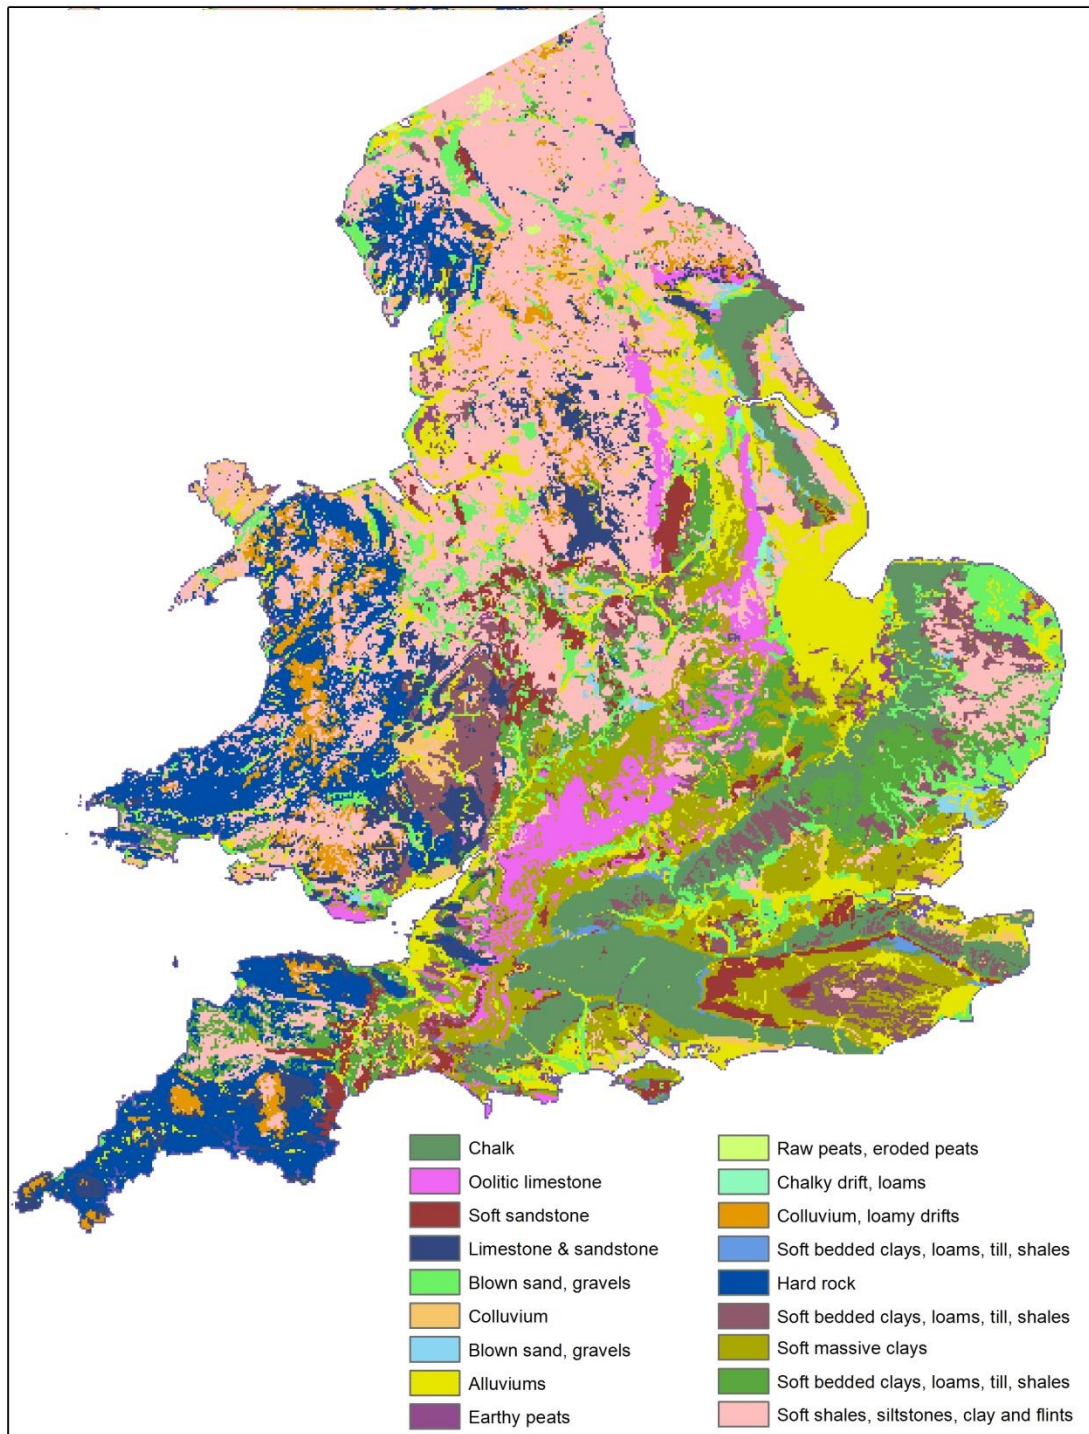 Chalk
Oolitic limestone
Soft sandstone
Limestone & sandstone
Blown sand, gravels
Colluvium
Blown sand, gravels
Alluviums
Earthy peats
Raw peats, eroded peats
Chalky drift, loams
Colluvium, loamy drifts
Soft bedded clays, loams, till, shales
Hard rock
Soft bedded clays, loams, till, shales
Soft massive clays
Soft bedded clays, loams, till, shales
Soft shales, siltstones, clay and flints